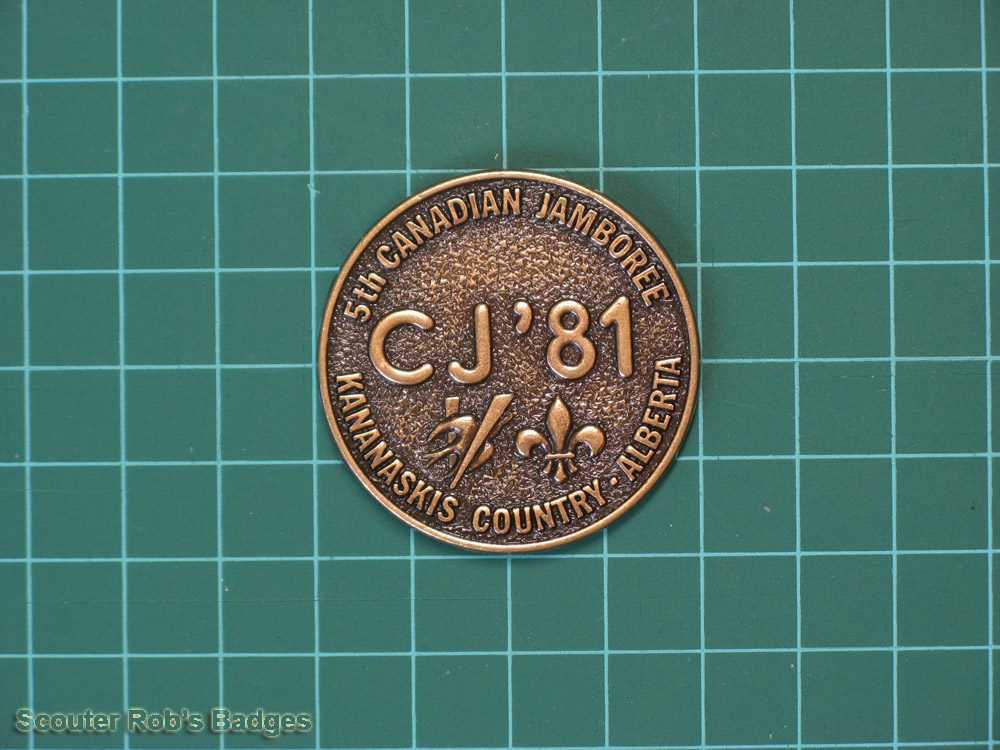 5th CANADIAN JAMBOREE
CJ '81
KANANASKIS COUNTRY · ALBERTA
Scouter Rob's Badges